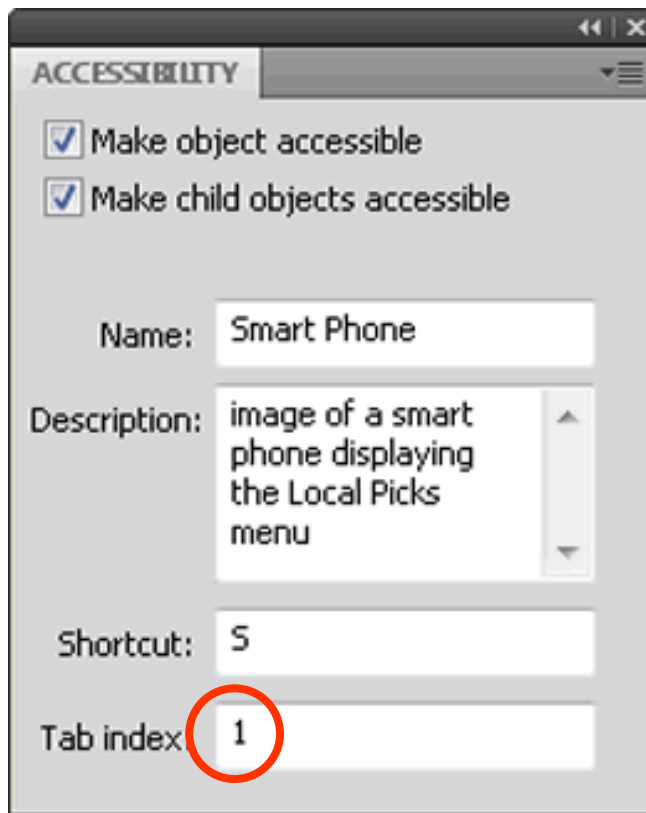 ACCESSIBILITY
Make object accessible
Make child objects accessible
Name: Smart Phone
Description: image of a smart
phone displaying
the Local Picks
menu
Shortcut: S
Tab index: 1